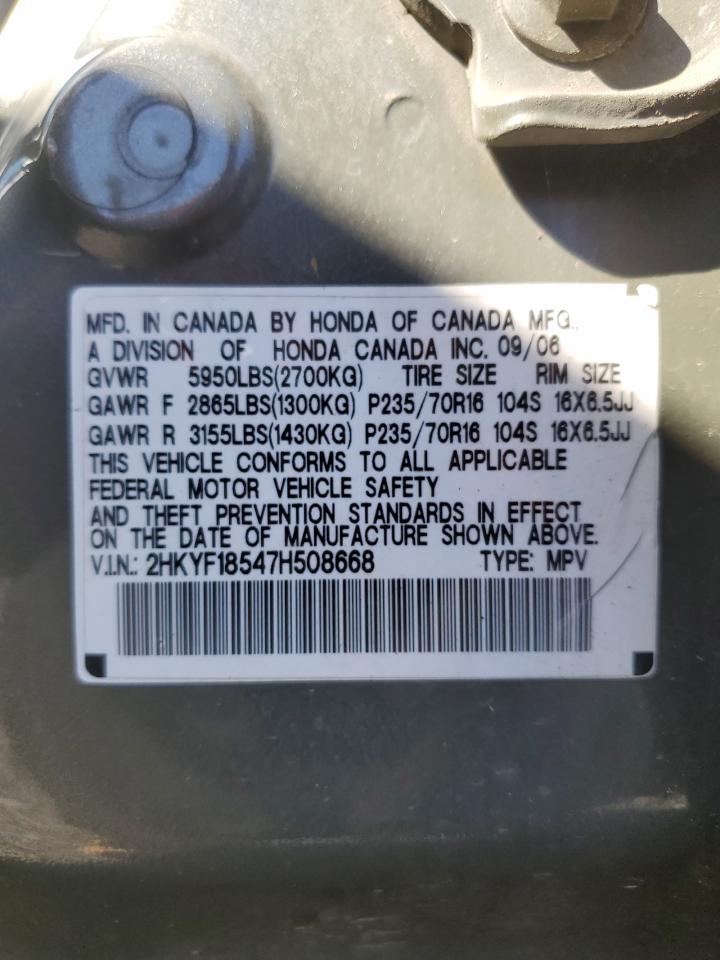 MFD. IN CANADA BY HONDA OF CANADA MFG.,
A DIVISION OF HONDA CANADA INC. 09/06
GVWR 5950LBS(2700KG) TIRE SIZE RIM SIZE
GAWR F 2865LBS(1300KG) P235/70R16 104S 16X6.5JJ
GAWR R 3155LBS(1430KG) P235/70R16 104S 16X6.5JJ
THIS VEHICLE CONFORMS TO ALL APPLICABLE
FEDERAL MOTOR VEHICLE SAFETY
AND THEFT PREVENTION STANDARDS IN EFFECT
ON THE DATE OF MANUFACTURE SHOWN ABOVE.
V.I.N.: 2HKYF18547H508668 TYPE: MPV